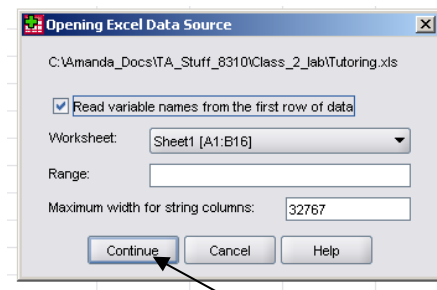 Opening Excel Data Source
C:\Amanda_Docs\TA_Stuff_8310\Class_2_lab\Tutoring.xls
Read variable names from the first row of data
Worksheet: Sheet1 [A1:B16]
Range:
Maximum width for string columns: 32767
Continue Cancel Help